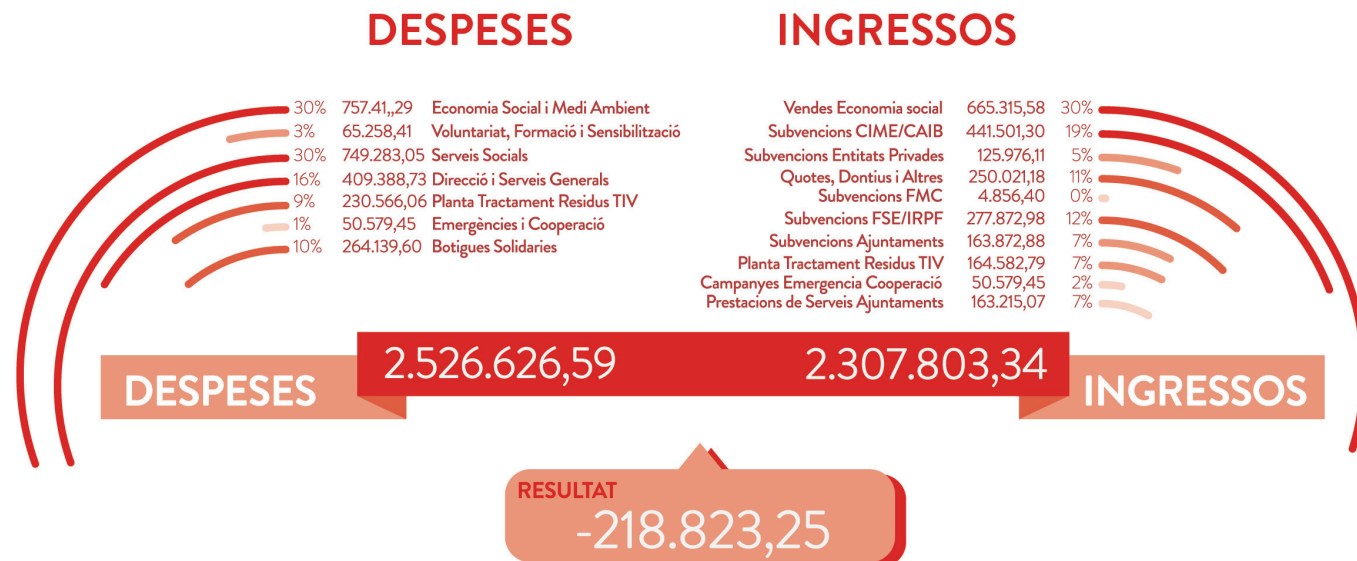 DESPESES
30% 757.41,,29 Economia Social i Medi Ambient
3% 65.258,41 Voluntariat, Formació i Sensibilització
30% 749.283,05 Serveis Socials
16% 409.388,73 Direcció i Serveis Generals
9% 230.566,06 Planta Tractament Residus TIV
1% 50.579,45 Emergències i Cooperació
10% 264.139,60 Botigues Solidaries
INGRESSOS
Vendes Economia social 665.315,58 30%
Subvencions CIME/CAIB 441.501,30 19%
Subvencions Entitats Privades 125.976,11 5%
Quotes, Dontius i Altres 250.021,18 11%
Subvencions FMC 4.856,40 0%
Subvencions FSE/IRPF 277.872,98 12%
Subvencions Ajuntaments 163.872,88 7%
Planta Tractament Residus TIV 164.582,79 7%
Campanyes Emergencia Cooperació 50.579,45 2%
Prestacions de Serveis Ajuntaments 163.215,07 7%
DESPESES 2.526.626,59
2.307.803,34 INGRESSOS
RESULTAT
-218.823,25